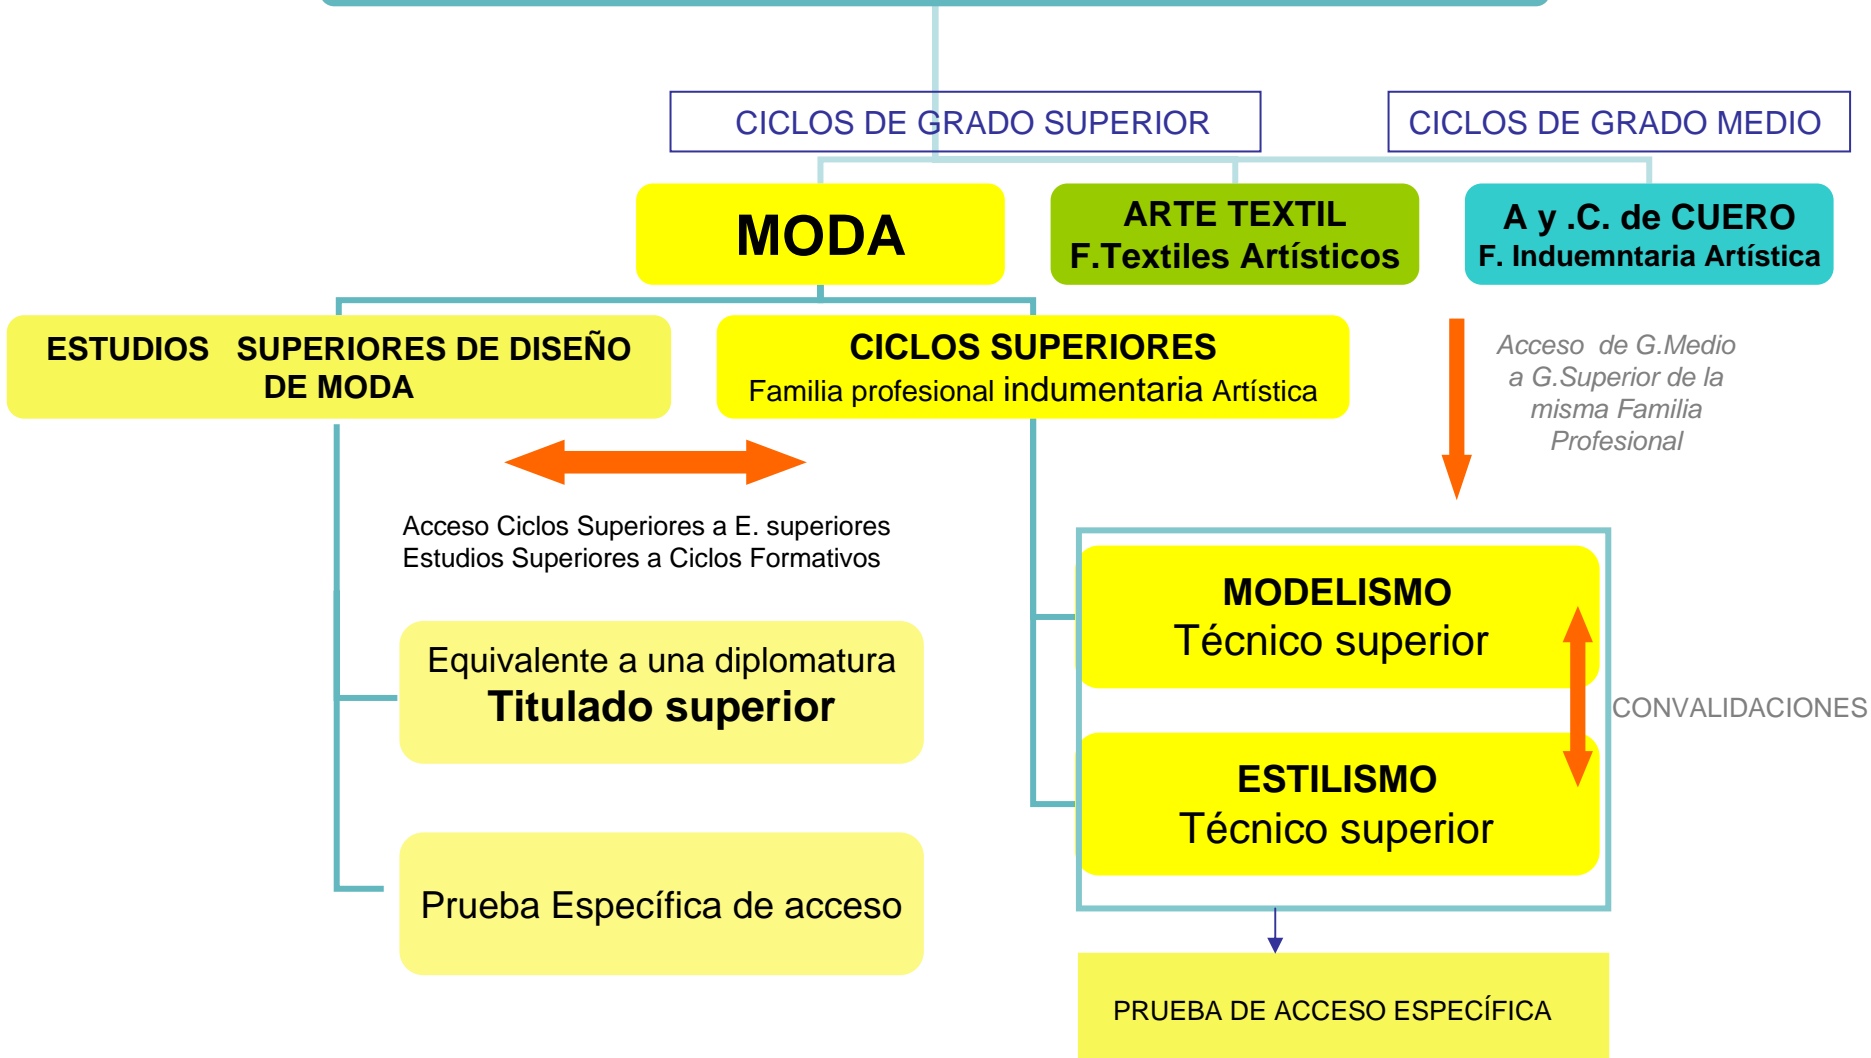 CICLOS DE GRADO SUPERIOR
CICLOS DE GRADO MEDIO
MODA
ARTE TEXTIL
F.Textiles Artísticos
A y .C. de CUERO
F. Induemntaria Artística
ESTUDIOS SUPERIORES DE DISEÑO
DE MODA
CICLOS SUPERIORES
Familia profesional indumentaria Artística
Acceso de G.Medio
a G.Superior de la
misma Familia
Profesional
Acceso Ciclos Superiores a E. superiores
Estudios Superiores a Ciclos Formativos
MODELISMO
Técnico superior
Equivalente a una diplomatura
Titulado superior
CONVALIDACIONES
ESTILISMO
Técnico superior
Prueba Específica de acceso
PRUEBA DE ACCESO ESPECÍFICA